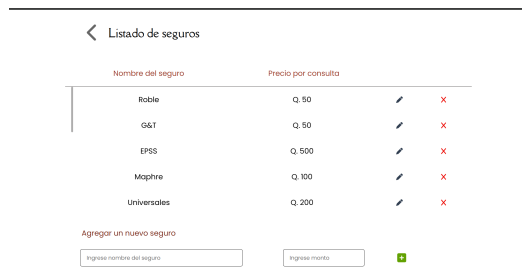 Listado de seguros
Nombre del seguro Precio por consulta
Roble Q. 50
G&T Q. 50
EPSS Q. 500
Maphre Q. 100
Universales Q. 200
Agregar un nuevo seguro
Ingrese nombre del seguro Ingrese monto